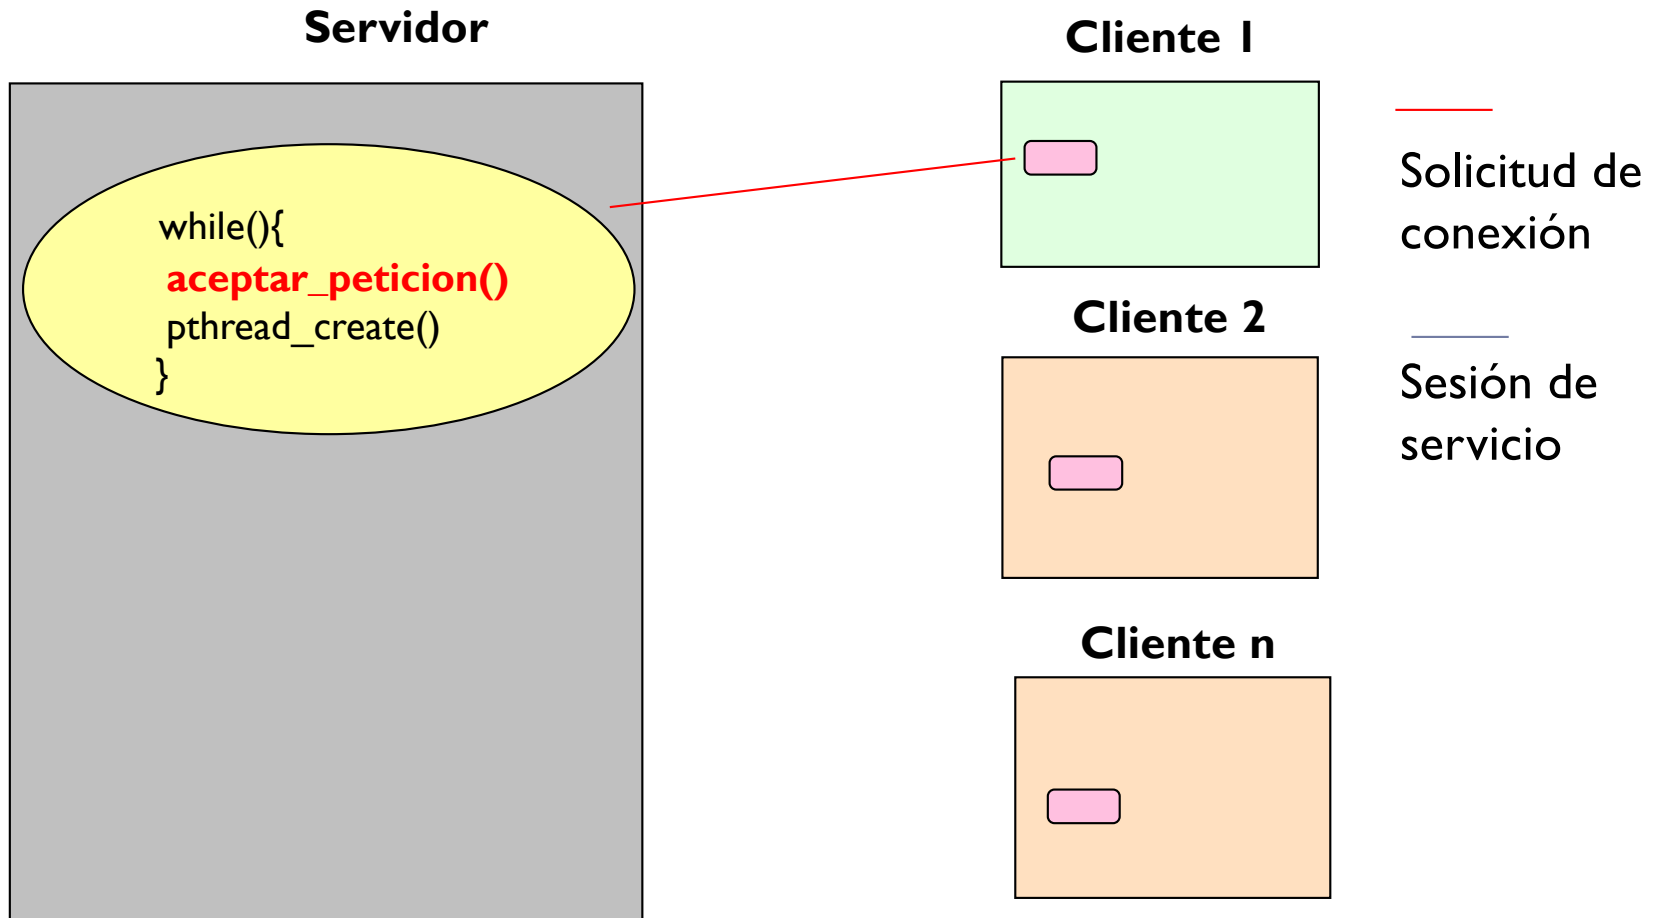 Servidor
while(){
aceptar_peticion()
pthread_create()
}
Cliente 1
Cliente 2
Cliente n
Solicitud de
conexión
Sesión de
servicio